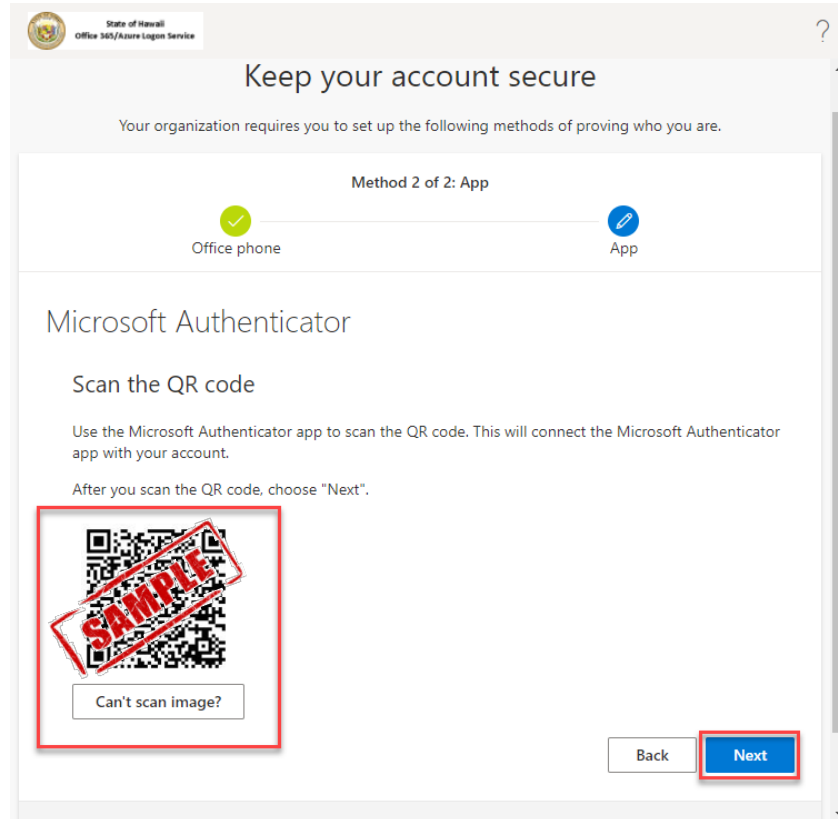 State of Hawaii
Office 365/Azure Logon Service
?
Keep your account secure
Your organization requires you to set up the following methods of proving who you are.
Method 2 of 2: App
Office phone
App
Microsoft Authenticator
Scan the QR code
Use the Microsoft Authenticator app to scan the QR code. This will connect the Microsoft Authenticator
app with your account.
After you scan the QR code, choose "Next".
SAMPLE
Can't scan image?
Back
Next